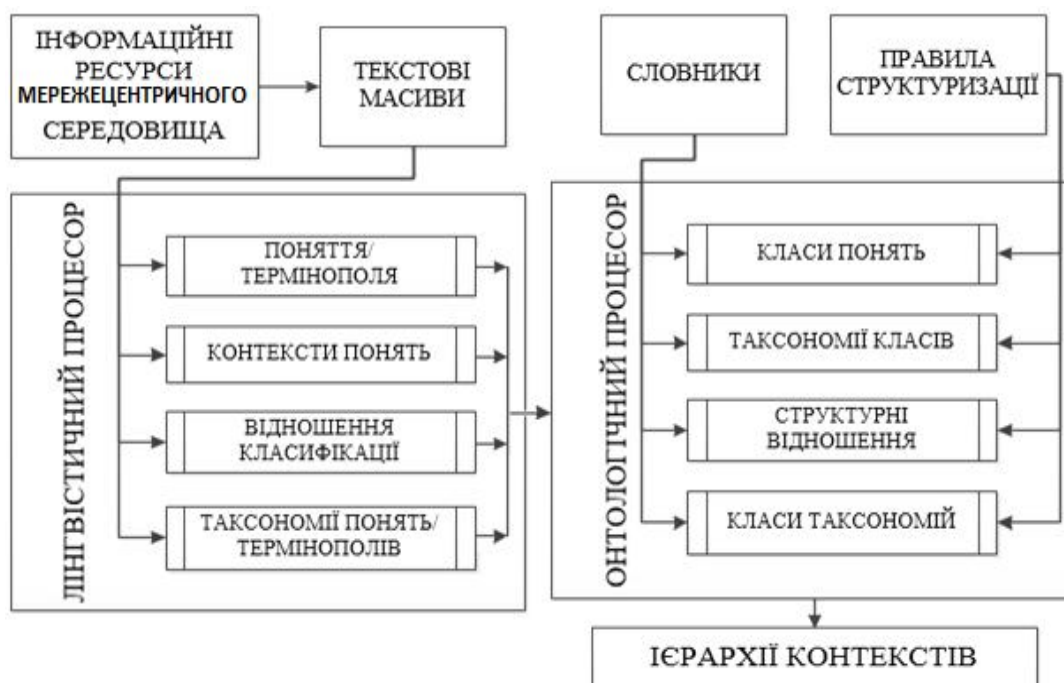 ІНФОРМАЦІЙНІ
РЕСУРСИ
МЕРЕЖЕЦЕНТРИЧНОГО
СЕРЕДОВИЩА
ТЕКСТОВІ
МАСИВИ
СЛОВНИКИ
ПРАВИЛА
СТРУКТУРИЗАЦІЇ
ЛІНГВІСТИЧНИЙ ПРОЦЕСОР
ПОНЯТТЯ/
ТЕРМІНОПОЛЯ
КОНТЕКСТИ ПОНЯТЬ
ВІДНОШЕННЯ
КЛАСИФІКАЦІЇ
ТАКСОНОМІЇ ПОНЯТЬ/
ТЕРМІНОПОЛІВ
ОНТОЛОГІЧНИЙ ПРОЦЕСОР
КЛАСИ ПОНЯТЬ
ТАКСОНОМІЇ КЛАСІВ
СТРУКТУРНІ
ВІДНОШЕННЯ
КЛАСИ ТАКСОНОМІЙ
ІЄРАРХІЇ КОНТЕКСТІВ